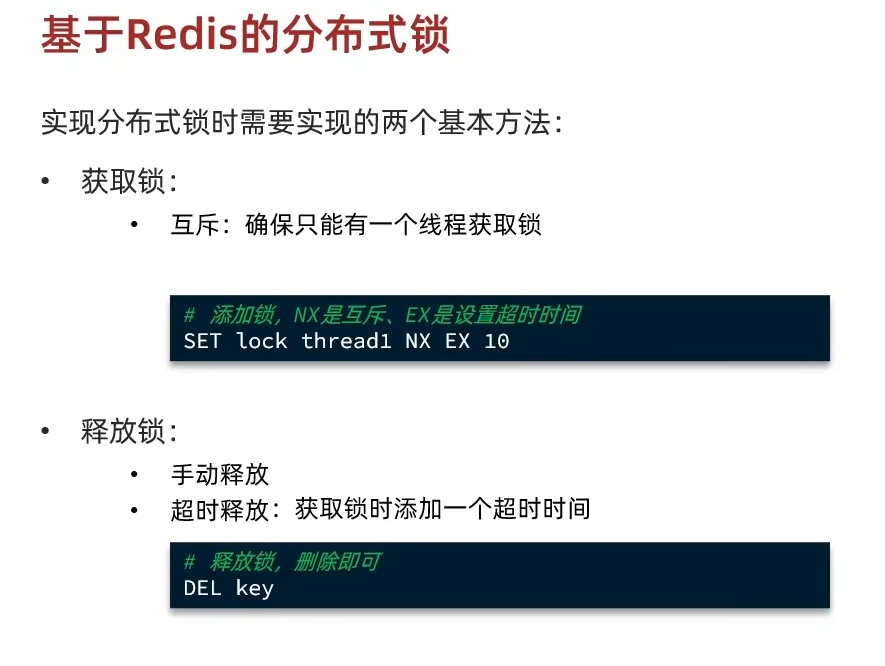 基于Redis的分布式锁
实现分布式锁时需要实现的两个基本方法：
• 获取锁：
• 互斥：确保只能有一个线程获取锁
# 添加锁，NX是互斥、EX是设置超时时间
SET lock thread1 NX EX 10
• 释放锁：
• 手动释放
• 超时释放：获取锁时添加一个超时时间
# 释放锁，删除即可
DEL key